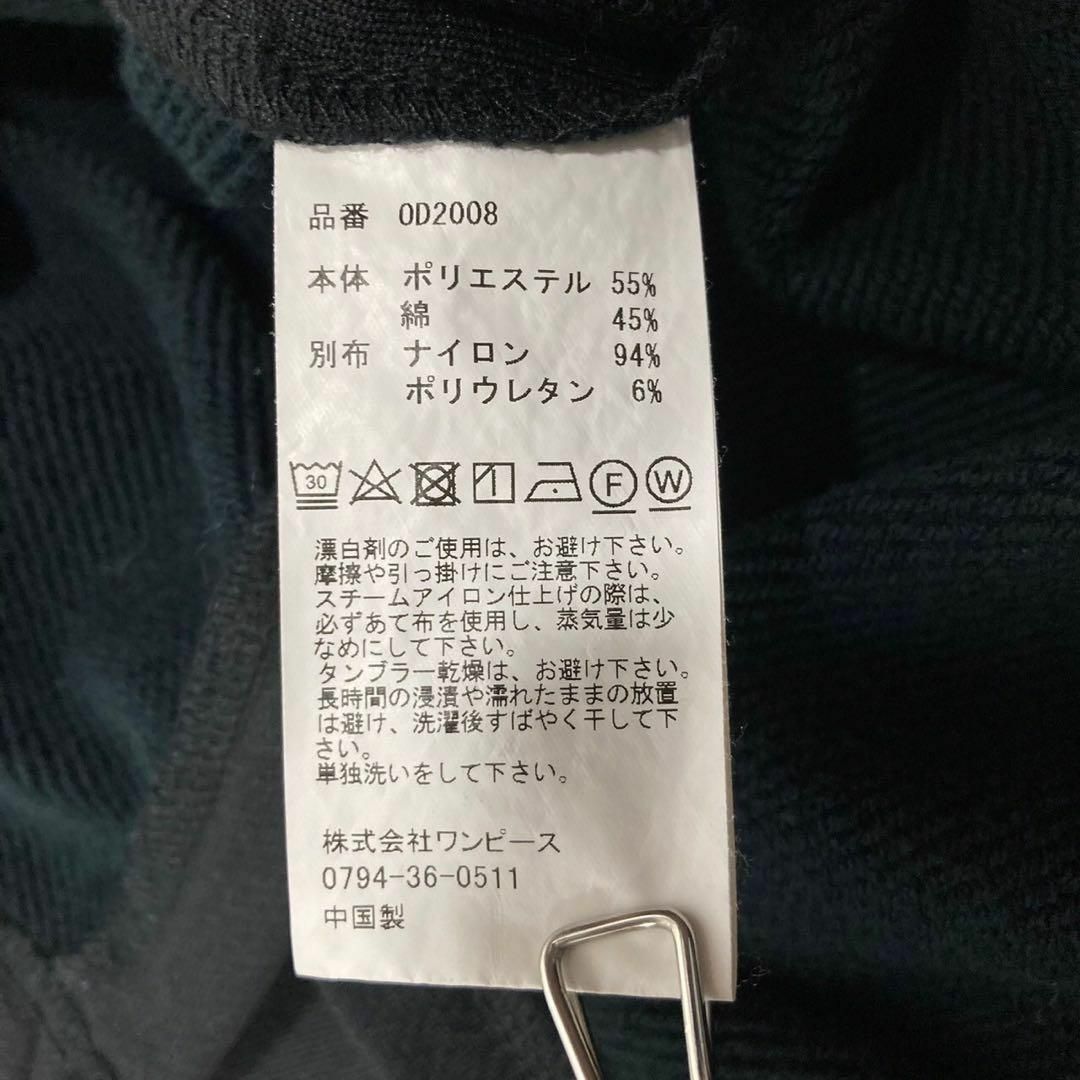 品番 OD2008
本体 ポリエステル 55%
綿 45%
別布 ナイロン 94%
ポリウレタン 6%
30 F W
漂白剤のご使用は、お避け下さい。
摩擦や引っ掛けにご注意下さい。
スチームアイロン仕上げの際は、
必ずあて布を使用し、蒸気量は少
なめにして下さい。
タンブラー乾燥は、お避け下さい。
長時間の浸漬や濡れたままの放置
は避け、洗濯後すばやく干して下
さい。
単独洗いをして下さい。
株式会社ワンピース
0794-36-0511
中国製